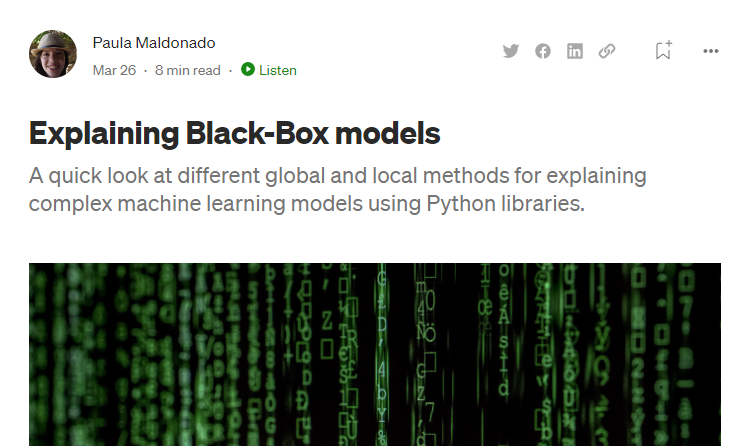 Paula Maldonado
Mar 26 · 8 min read · Listen
Explaining Black-Box models
A quick look at different global and local methods for explaining
complex machine learning models using Python libraries.